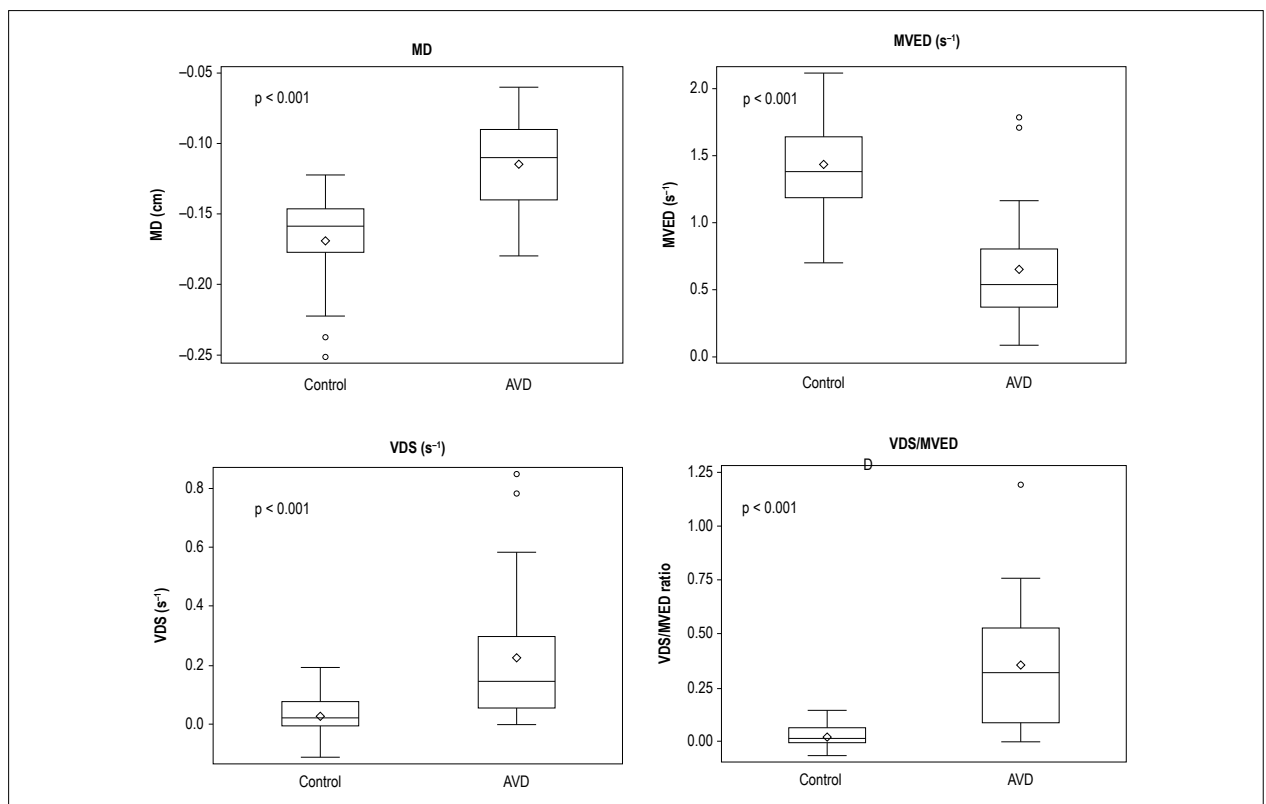 MD
p < 0.001
MD (cm)
–0.05
–0.10
–0.15
–0.20
–0.25
Control
AVD
MVED (s⁻¹)
p < 0.001
MVED (s⁻¹)
2.0
1.5
1.0
0.5
0.0
Control
AVD
VDS (s⁻¹)
p < 0.001
VDS (s⁻¹)
0.8
0.6
0.4
0.2
0.0
Control
AVD
VDS/MVED
D
p < 0.001
VDS/MVED ratio
1.25
1.00
0.75
0.50
0.25
0.00
Control
AVD